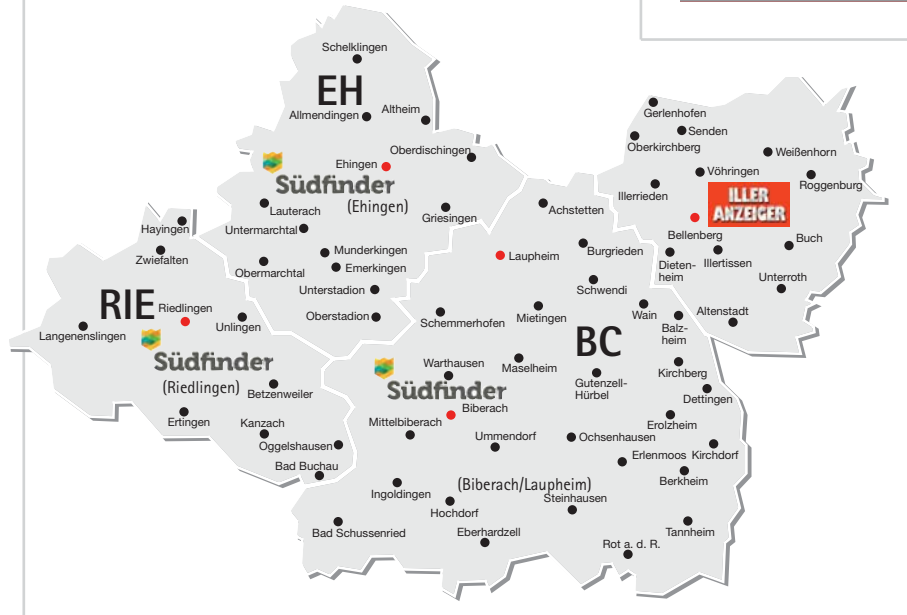 Schelklingen
EH
Allmendingen
Altheim
Oberdischingen
Ehingen
Südfinder
(Ehingen)
Lauterach
Griesingen
Untermarchtal
Munderkingen
Emerkingen
Obermarchtal
Unterstadion
Oberstadion
Hayingen
Zwiefalten
RIE
Riedlingen
Langenenslingen
Unlingen
Südfinder
(Riedlingen)
Betzenweiler
Ertingen
Kanzach
Oggelshausen
Bad Buchau
Achstetten
Laupheim
Burgrieden
Schwendi
Wain
Balz-
heim
Schemmerhofen
Mietingen
BC
Warthausen
Maselheim
Kirchberg
Gutenzell-
Hürbel
Dettingen
Südfinder
Biberach
Mittelbiberach
Ummendorf
Ochsenhausen
Erolzheim
Erlenmoos
Kirchdorf
Berkheim
(Biberach/Laupheim)
Ingoldingen
Hochdorf
Steinhausen
Bad Schussenried
Eberhardzell
Tannheim
Rot a. d. R.
Gerlenhofen
Senden
Oberkirchberg
Weißenhorn
Vöhringen
Roggenburg
Illerrieden
ILLER
ANZEIGER
Bellenberg
Buch
Dieten-
heim
Illertissen
Unterroth
Altenstadt